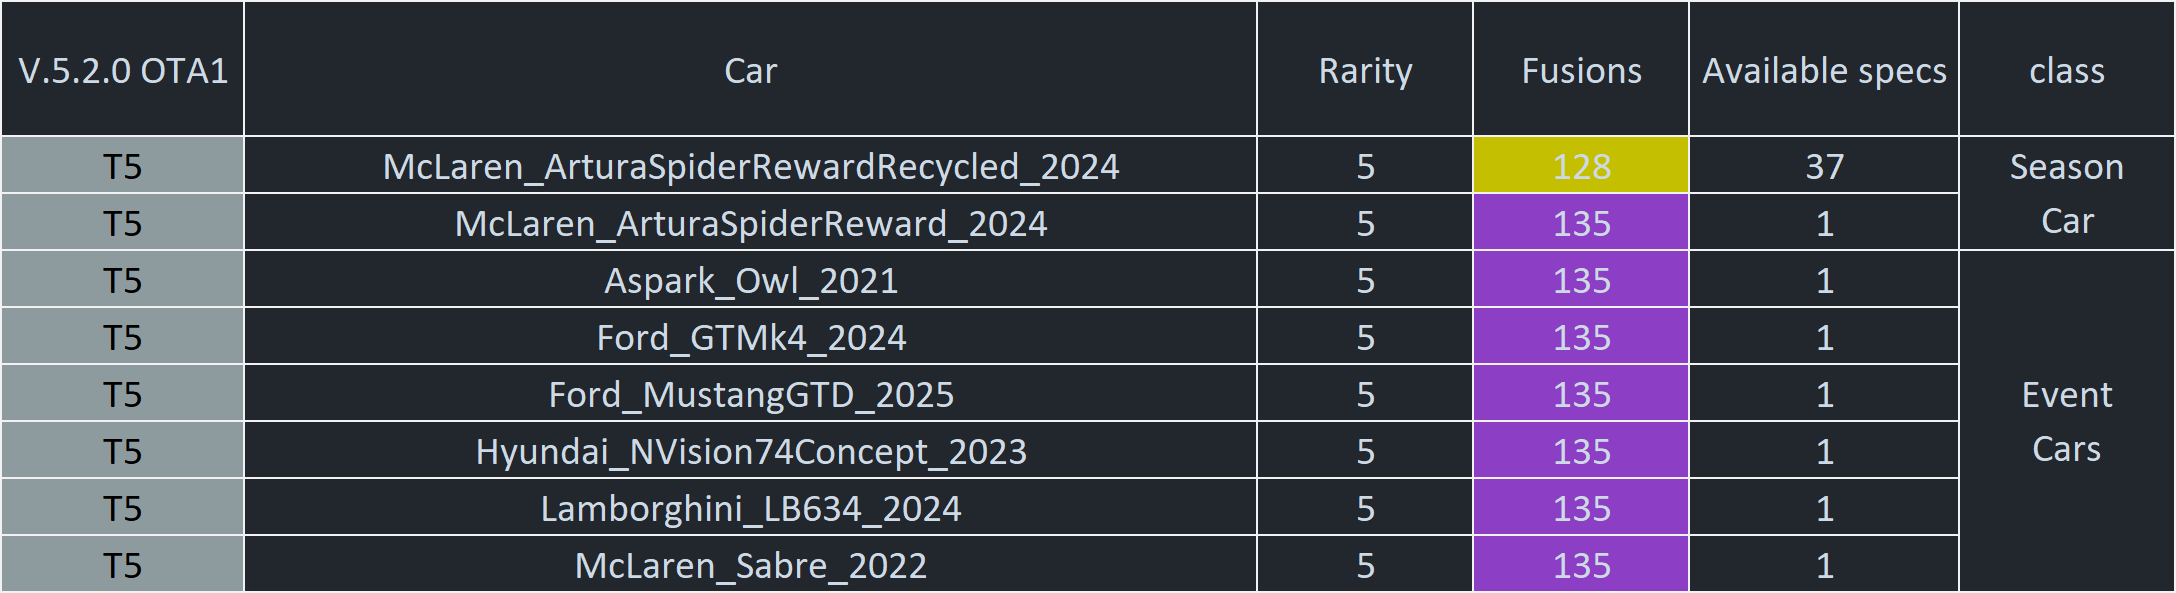 V.5.2.0 OTA1 Car Rarity Fusions Available specs class
T5 McLaren_ArturaSpiderRewardRecycled_2024 5 128 37 Season
T5 McLaren_ArturaSpiderReward_2024 5 135 1 Car
T5 Aspark_Owl_2021 5 135 1
T5 Ford_GTMk4_2024 5 135 1
T5 Ford_MustangGTD_2025 5 135 1 Event
T5 Hyundai_NVision74Concept_2023 5 135 1 Cars
T5 Lamborghini_LB634_2024 5 135 1
T5 McLaren_Sabre_2022 5 135 1